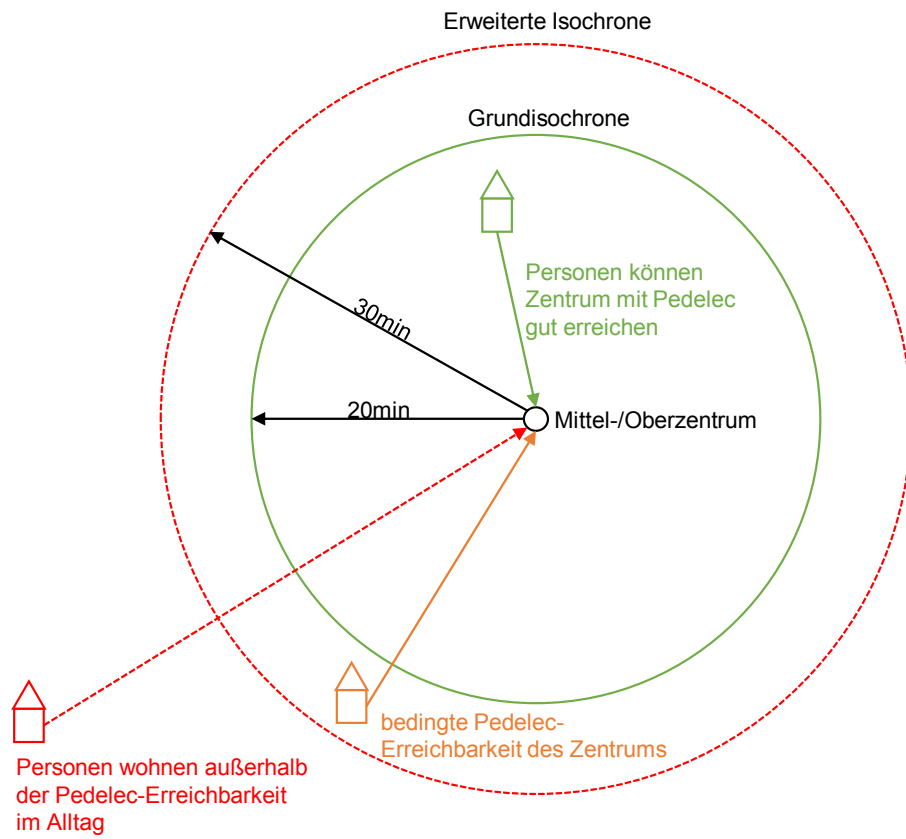 Erweiterte Isochrone
Grundisochrone
Personen können
Zentrum mit Pedelec
gut erreichen
30min
20min
Mittel-/Oberzentrum
bedingte Pedelec-
Erreichbarkeit des Zentrums
Personen wohnen außerhalb
der Pedelec-Erreichbarkeit
im Alltag